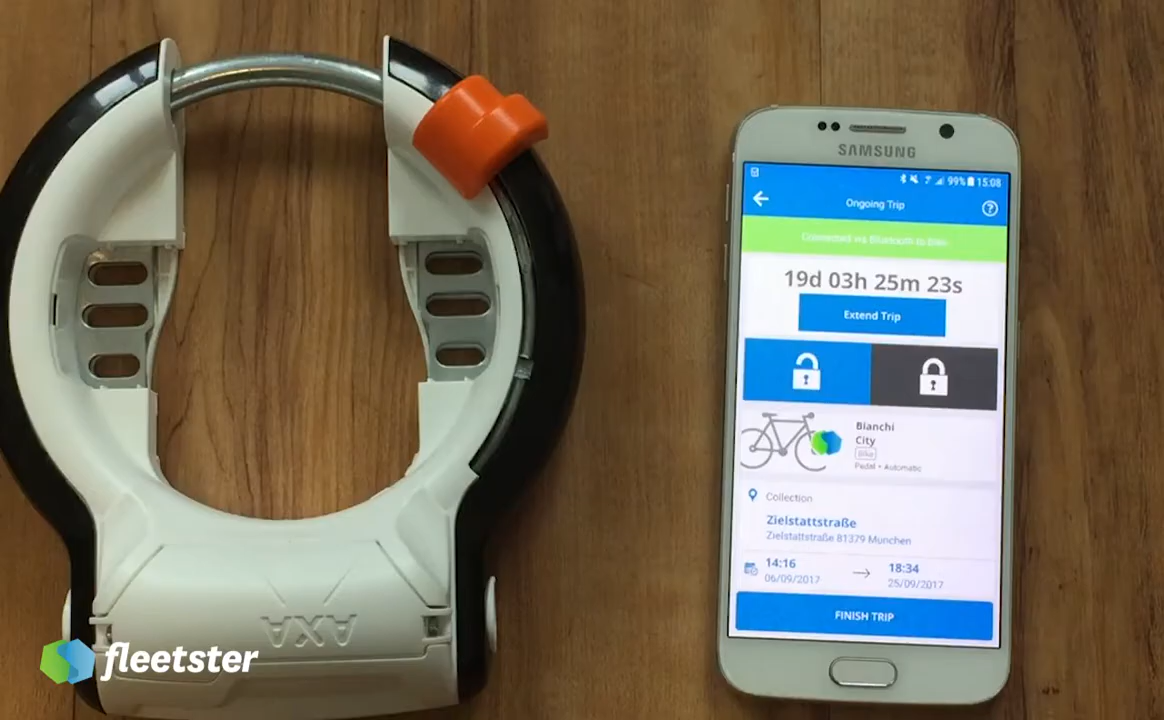 SAMSUNG
99% 15:08
Ongoing Trip
Connected via Bluetooth to Bike
19d 03h 25m 23s
Extend Trip
Bianchi
City
Bike
Pedal • Automatic
Collection
Zielstattstraße
Zielstattstraße 81379 Munchen
14:16 → 18:34
06/09/2017 25/09/2017
FINISH TRIP
AXA
fleetster